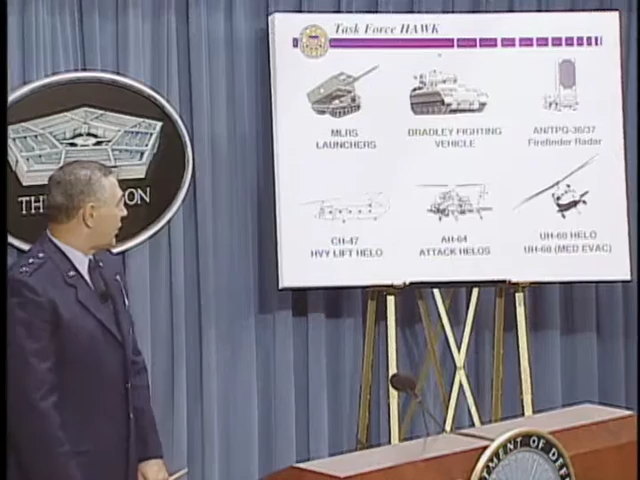 Task Force HAWK
MLRS
LAUNCHERS
BRADLEY FIGHTING
VEHICLE
AN/TPQ-36/37
Firefinder Radar
CH-47
HVY LIFT HELO
AH-64
ATTACK HELOS
UH-60 HELO
UH-60 (MED EVAC)
THE
ON
MENT OF DEF